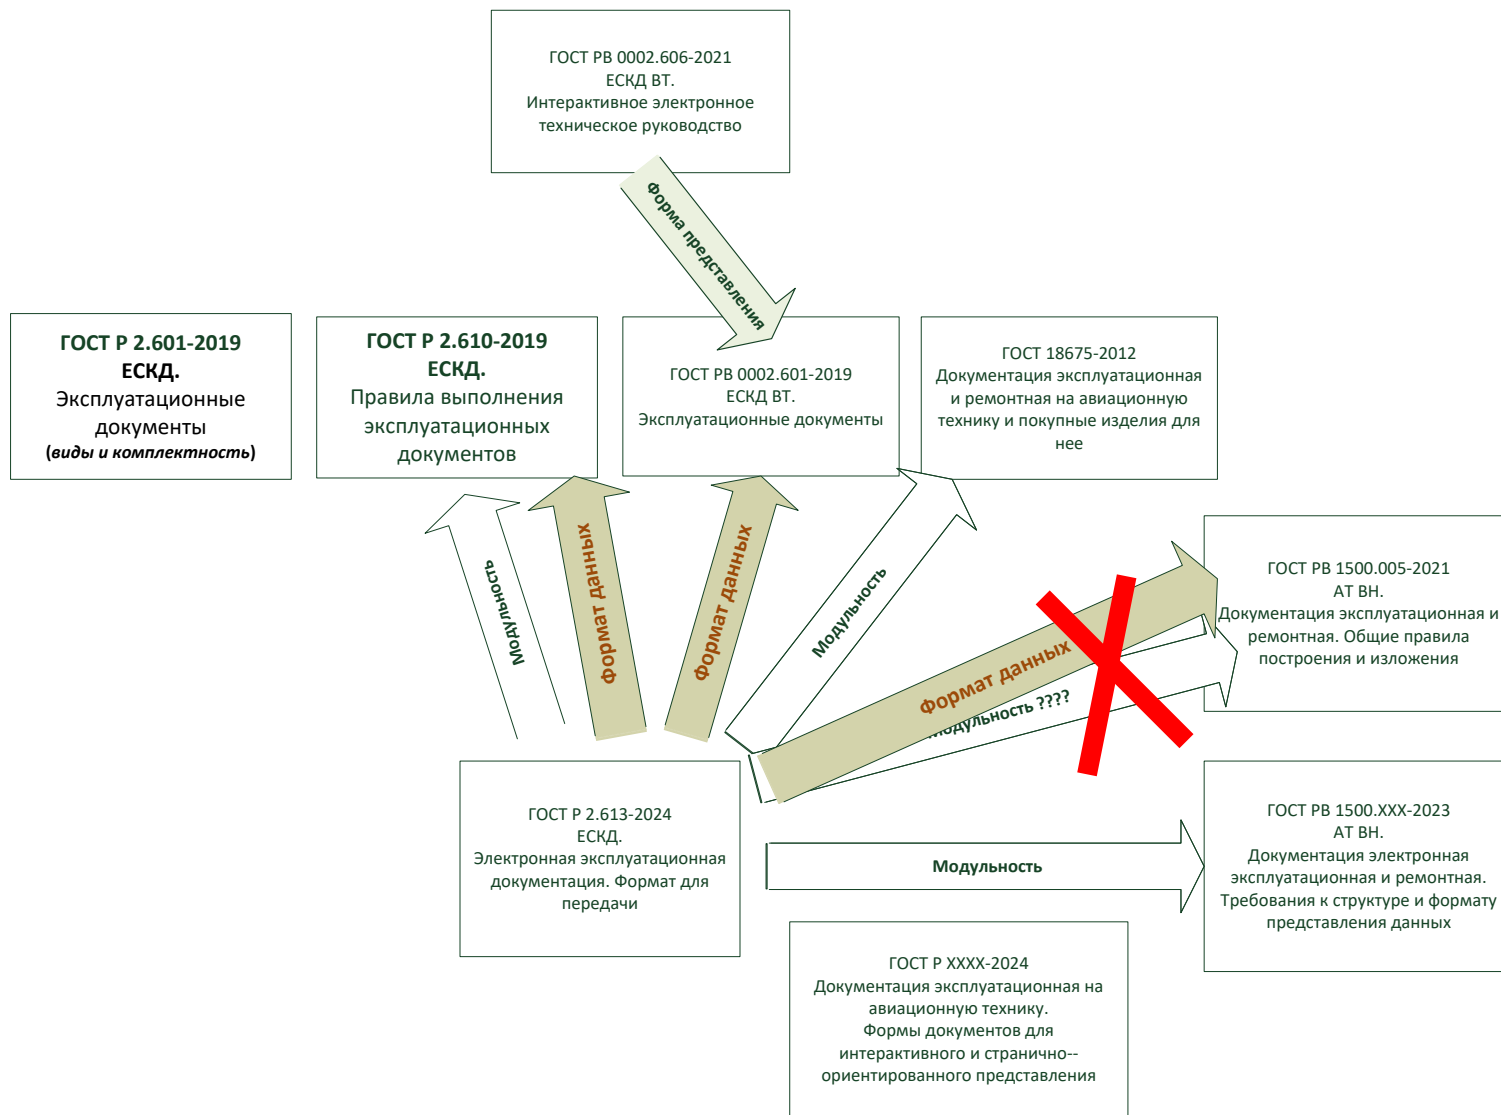 ГОСТ РВ 0002.606-2021
ЕСКД ВТ.
Интерактивное электронное
техническое руководство
Форма представления
ГОСТ Р 2.601-2019
ЕСКД.
Эксплуатационные
документы
(виды и комплектность)
ГОСТ Р 2.610-2019
ЕСКД.
Правила выполнения
эксплуатационных
документов
ГОСТ РВ 0002.601-2019
ЕСКД ВТ.
Эксплуатационные документы
ГОСТ 18675-2012
Документация эксплуатационная
и ремонтная на авиационную
технику и покупные изделия для
нее
Модульность
Формат данных
Формат данных
Модульность
Формат данных
Модульность ????
ГОСТ РВ 1500.005-2021
АТ ВН.
Документация эксплуатационная и
ремонтная. Общие правила
построения и изложения
ГОСТ Р 2.613-2024
ЕСКД.
Электронная эксплуатационная
документация. Формат для
передачи
Модульность
ГОСТ РВ 1500.XXX-2023
АТ ВН.
Документация электронная
эксплуатационная и ремонтная.
Требования к структуре и формату
представления данных
ГОСТ Р XXXX-2024
Документация эксплуатационная на
авиационную технику.
Формы документов для
интерактивного и странично--
ориентированного представления